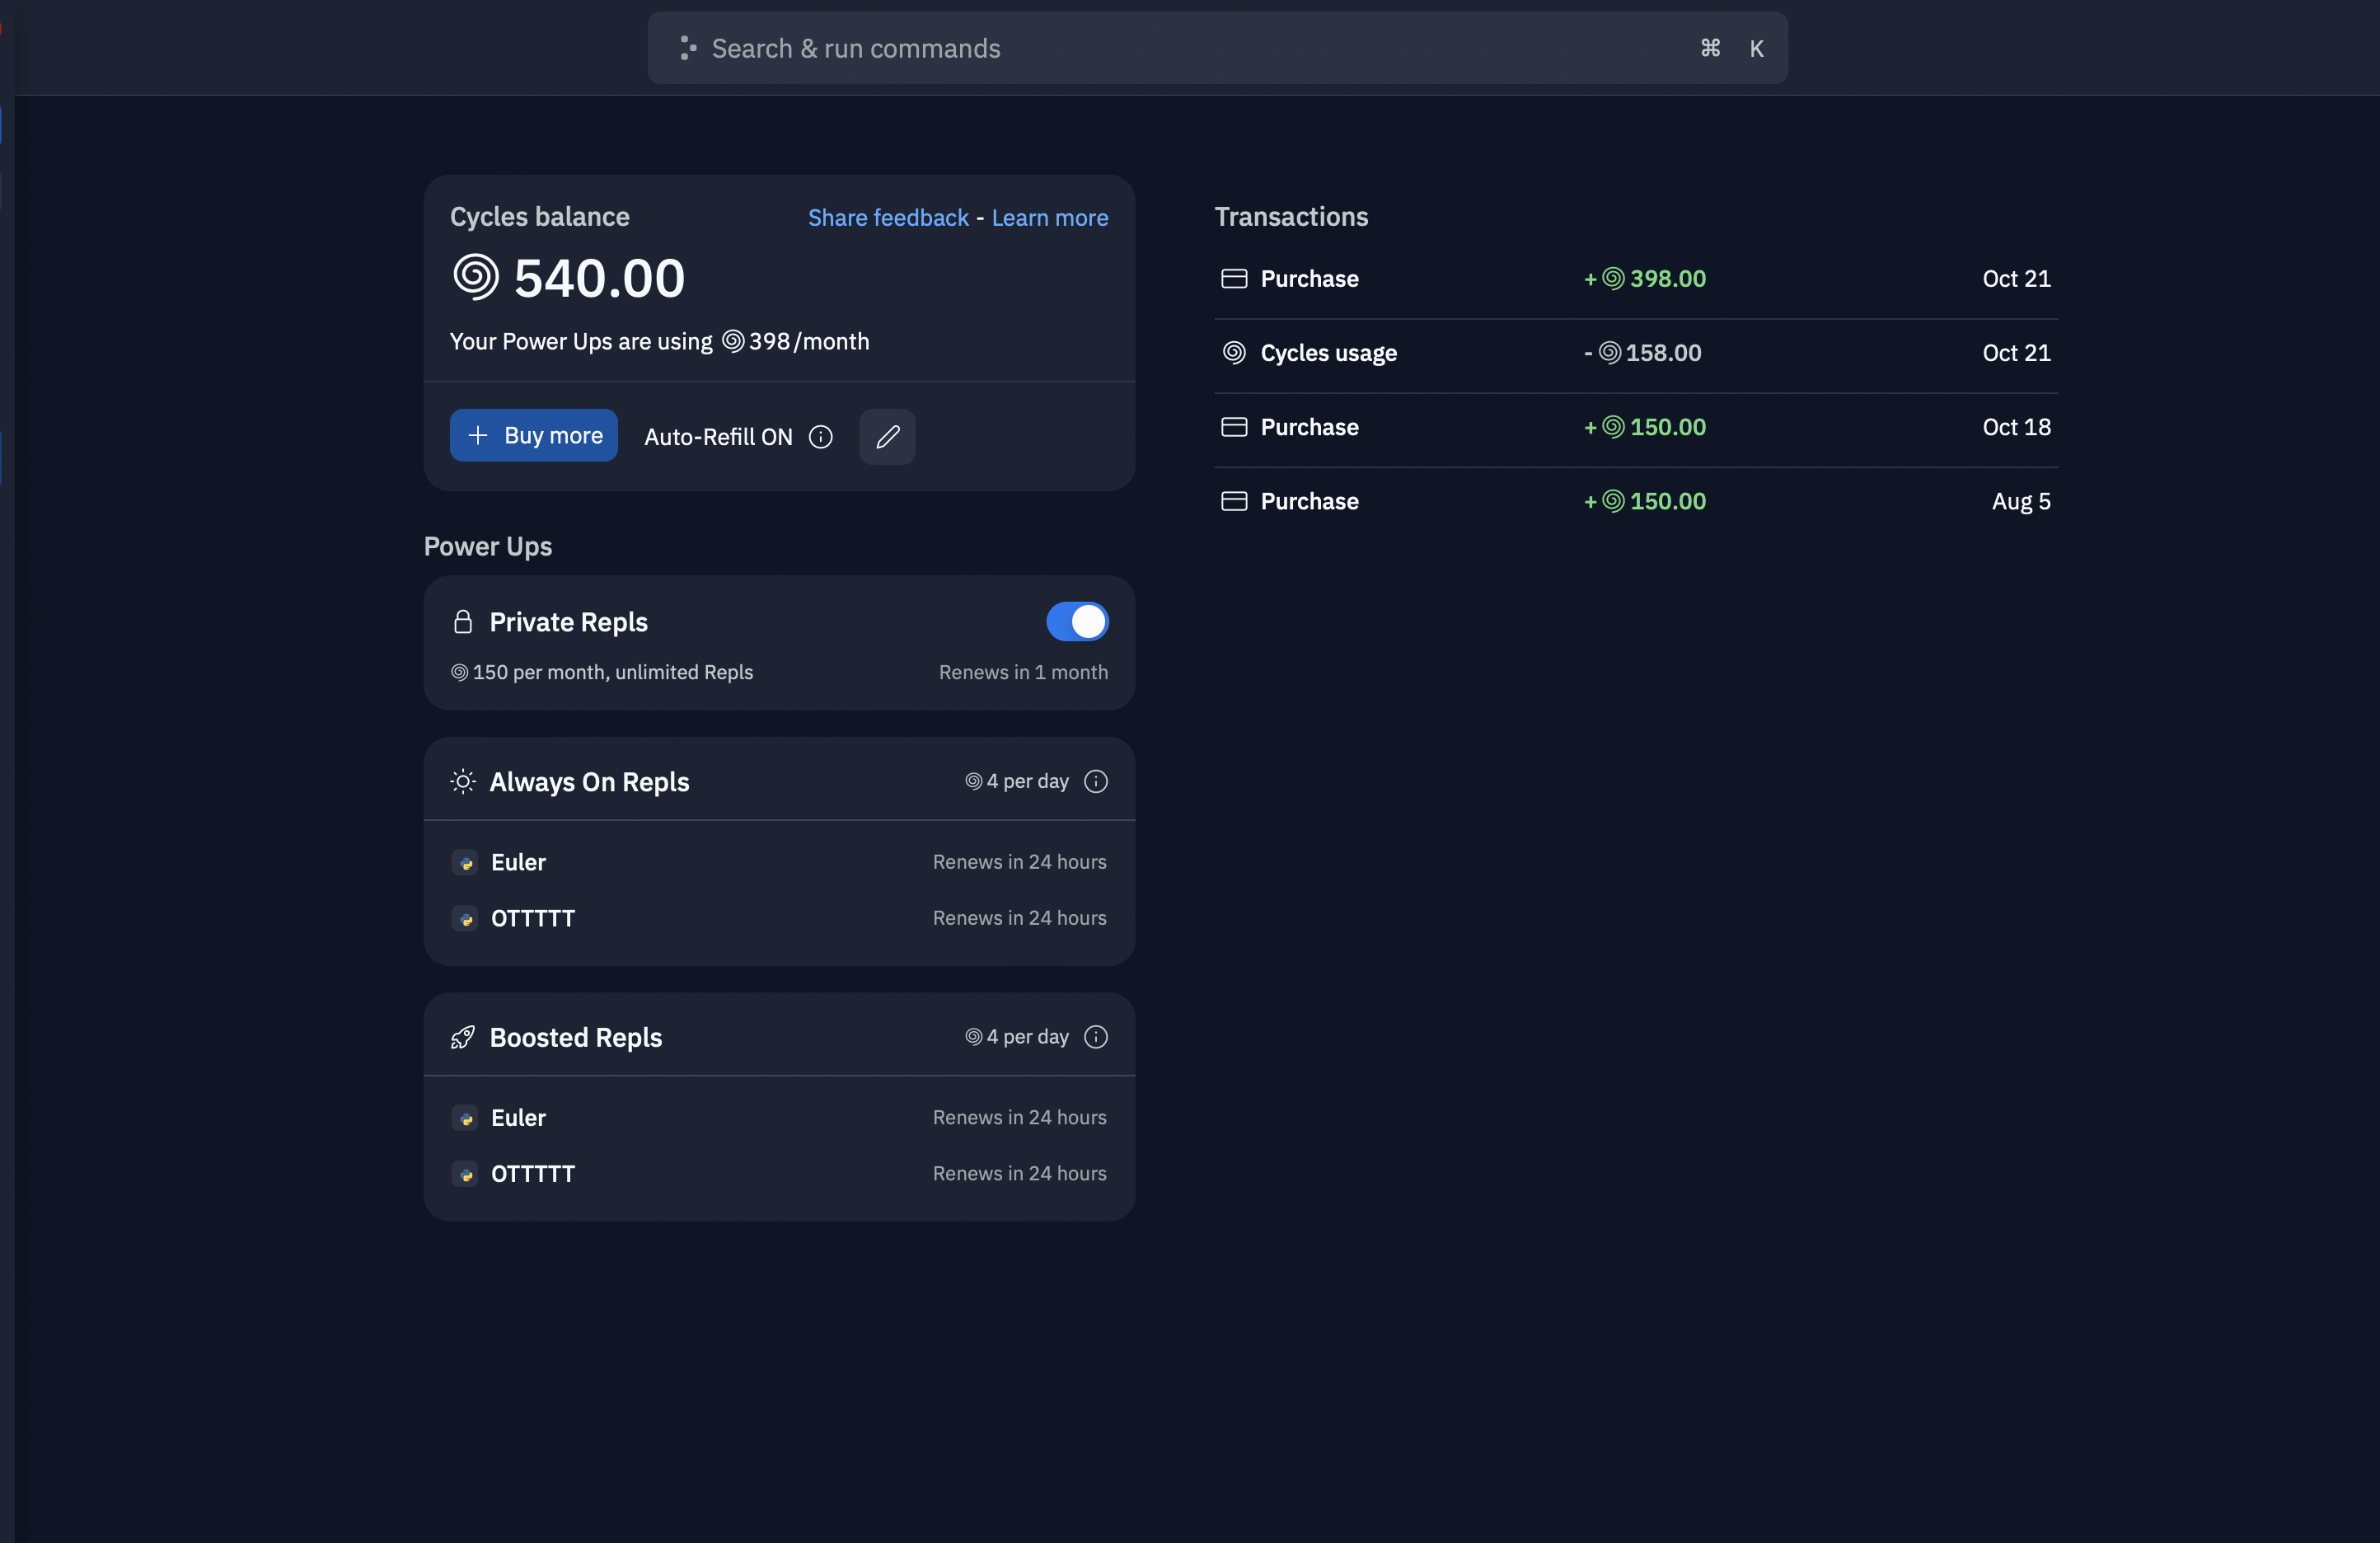 Search & run commands ⌘ K
Cycles balance
Share feedback - Learn more
540.00
Your Power Ups are using 398/month
Buy more
Auto-Refill ON
Power Ups
Private Repls
150 per month, unlimited Repls
Renews in 1 month
Always On Repls
4 per day
Euler
Renews in 24 hours
OTTTTT
Renews in 24 hours
Boosted Repls
4 per day
Euler
Renews in 24 hours
OTTTTT
Renews in 24 hours
Transactions
Purchase +398.00 Oct 21
Cycles usage -158.00 Oct 21
Purchase +150.00 Oct 18
Purchase +150.00 Aug 5